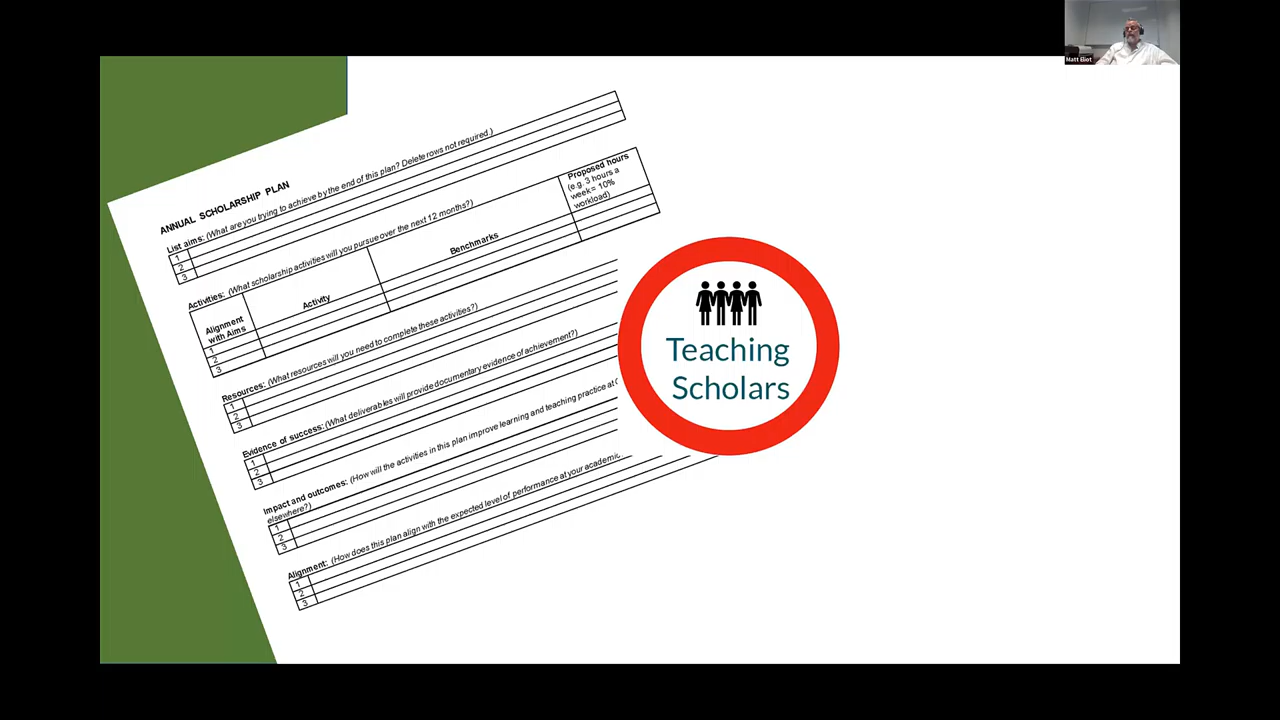 Matt Eliot
ANNUAL SCHOLARSHIP PLAN
List aims: (What are you trying to achieve by the end of this plan? Delete rows not required.)
1
2
3
Activities: (What scholarship activities will you pursue over the next 12 months?)
Alignment
with Aims
Activity
Benchmarks
Proposed hours
(e.g. 3 hours a
week= 10%
workload)
1
2
3
Resources: (What resources will you need to complete these activities?)
1
2
3
Evidence of success: (What deliverables will provide documentary evidence of achievement?)
1
2
3
Impact and outcomes: (How will the activities in this plan improve learning and teaching practice at
elsewhere?)
1
2
3
Alignment: (How does this plan align with the expected level of performance at your academic
1
2
3
Teaching
Scholars